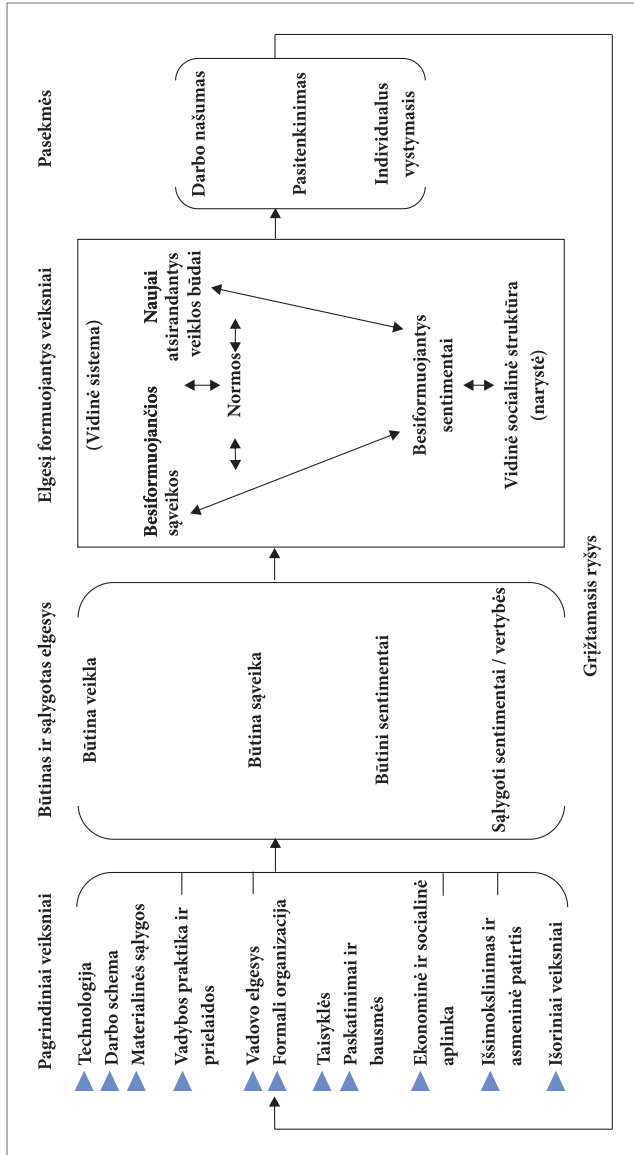 Pagrindiniai veiksniai
Technologija
Darbo schema
Materialinės sąlygos
Vadybos praktika ir
prielaidos
Vadovo elgesys
Formali organizacija
Taisyklės
Paskatinimai ir
bausmės
Ekonominė ir socialinė
aplinka
Išsimokslinimas ir
asmeninė patirtis
Išoriniai veiksniai
Būtinas ir sąlygotas elgesys
Būtina veikla
Būtina sąveika
Būtini sentimentai
Sąlygoti sentimentai / vertybės
Elgesį formuojantys veiksniai
(Vidinė sistema)
Besiformuojančios
sąveikos
Naujai
atsirandantys
veiklos būdai
Normos
Besiformuojantys
sentimentai
Vidinė socialinė struktūra
(narystė)
Pasekmės
Darbo našumas
Pasitenkinimas
Individualus
vystymasis
Grįžtamasis ryšys